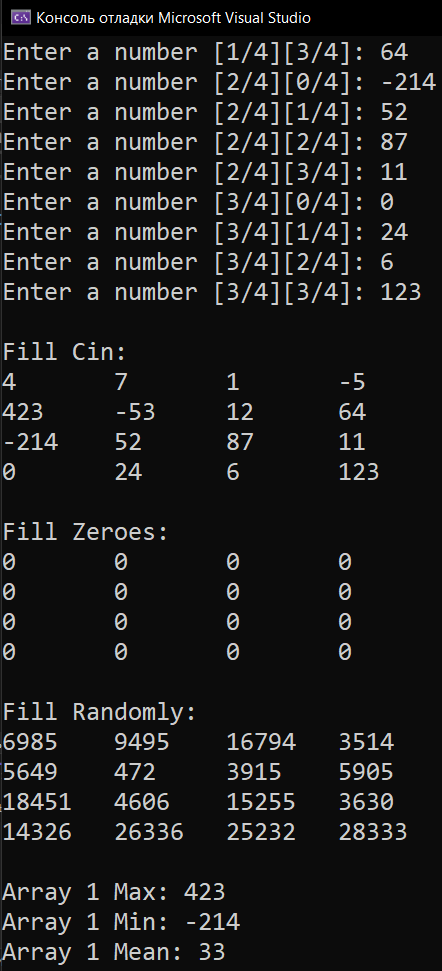 Консоль отладки Microsoft Visual Studio
Enter a number [1/4][3/4]: 64
Enter a number [2/4][0/4]: -214
Enter a number [2/4][1/4]: 52
Enter a number [2/4][2/4]: 87
Enter a number [2/4][3/4]: 11
Enter a number [3/4][0/4]: 0
Enter a number [3/4][1/4]: 24
Enter a number [3/4][2/4]: 6
Enter a number [3/4][3/4]: 123
Fill Cin:
4 7 1 -5
423 -53 12 64
-214 52 87 11
0 24 6 123
Fill Zeroes:
0 0 0 0
0 0 0 0
0 0 0 0
0 0 0 0
Fill Randomly:
6985 9495 16794 3514
5649 472 3915 5905
18451 4606 15255 3630
14326 26336 25232 28333
Array 1 Max: 423
Array 1 Min: -214
Array 1 Mean: 33